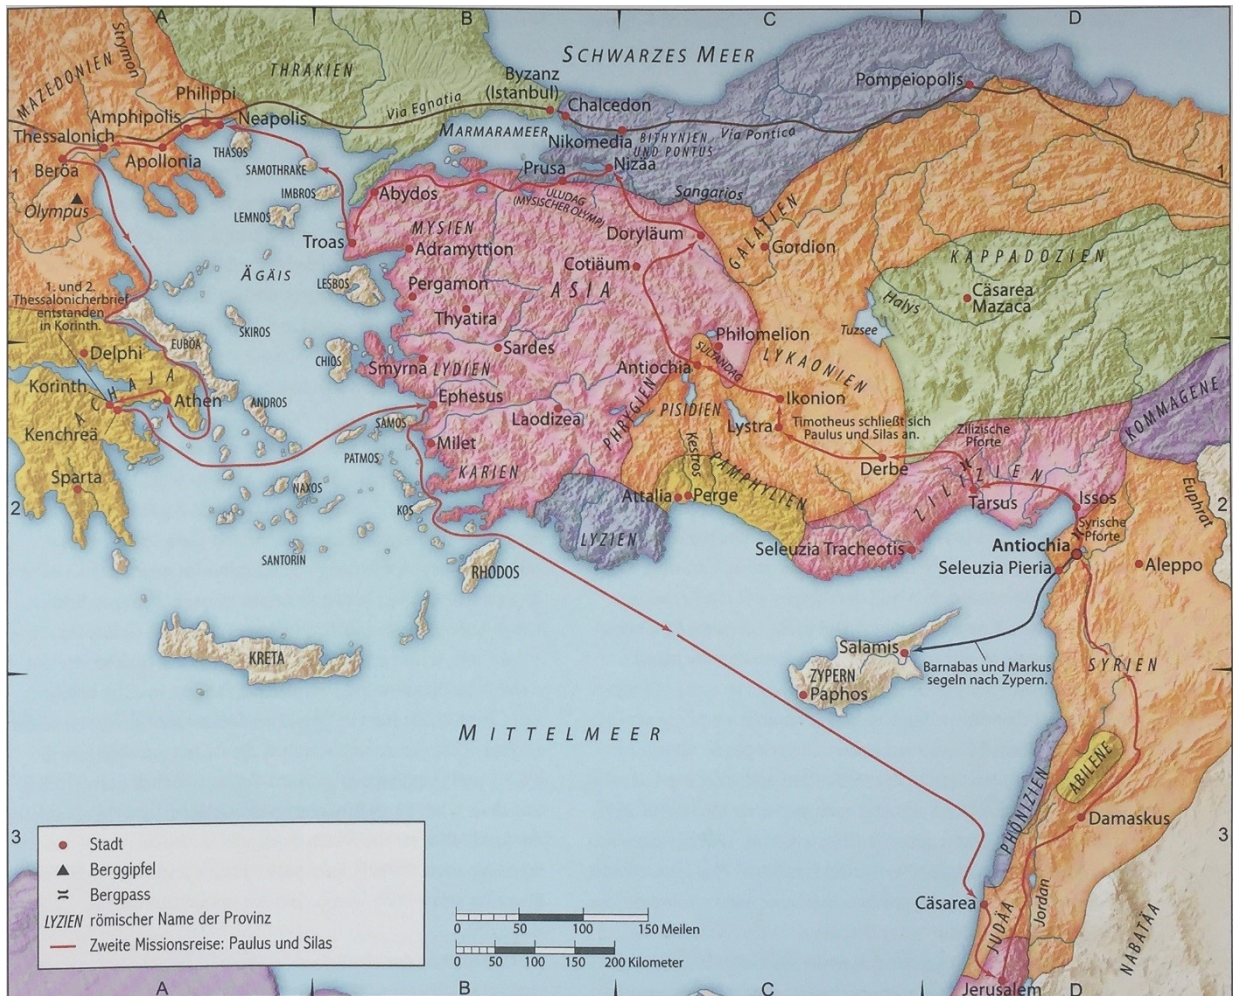 A
B
C
D
SCHWARZES MEER
MAZEDONIEN
Strymon
THRAKIEN
Byzanz
(Istanbul)
Pompeiopolis
Philippi
Via Egnatia
Chalcedon
Amphipolis
Neapolis
MARMARAMEER
Nikomedia
BITHYNIEN
UND PONTUS
Via Pontica
Thessalonich
THASOS
Apollonia
Beröa
SAMOTHRAKE
Prusa
Nizäa
1
1
IMBROS
Abydos
ULUDAG
(MYSISCHER OLYMP)
Sangarios
Olympus
LEMNOS
MYSIEN
Troas
Adramyttion
Doryläum
GALATIEN
Gordion
KAPPADOZIEN
ÄGÄIS
Cotiäum
1. und 2.
Thessalonicherbrief
entstanden
in Korinth.
LESBOS
Pergamon
ASIA
Halys
Cäsarea
Mazaca
Thyatira
SKIROS
Tuzsee
EUBÖA
Philomelion
Delphi
CHIOS
Sardes
SULTANDAG
LYKAONIEN
Smyrna
LYDIEN
Antiochia
Korinth
ACHAJA
Athen
ANDROS
Ephesus
PHRYGIEN
PISIDIEN
Ikonion
KOMMAGENE
Kenchreä
SAMOS
Laodizea
Lystra
Timotheus schließt sich
Paulus und Silas an.
Zilizische
Pforte
Milet
Kestros
PATMOS
Derbe
Sparta
KARIEN
PAMPHYLIEN
ZILIZIEN
NAXOS
Attalia
Perge
Tarsus
Issos
Euphrat
2
2
KOS
Syrische
Pforte
LYZIEN
Seleuzia Tracheotis
Antiochia
SANTORIN
RHODOS
Seleuzia Pieria
Aleppo
KRETA
Salamis
ZYPERN
Barnabas und Markus
segeln nach Zypern.
SYRIEN
Paphos
MITTELMEER
ABILENE
PHÖNIZIEN
Damaskus
3
3
Stadt
Berggipfel
Bergpass
LYZIEN römischer Name der Provinz
Zweite Missionsreise: Paulus und Silas
0 50 100 150 Meilen
0 50 100 150 200 Kilometer
Cäsarea
JUDÄA
Jordan
NABATÄA
Jerusalem
A
B
C
D